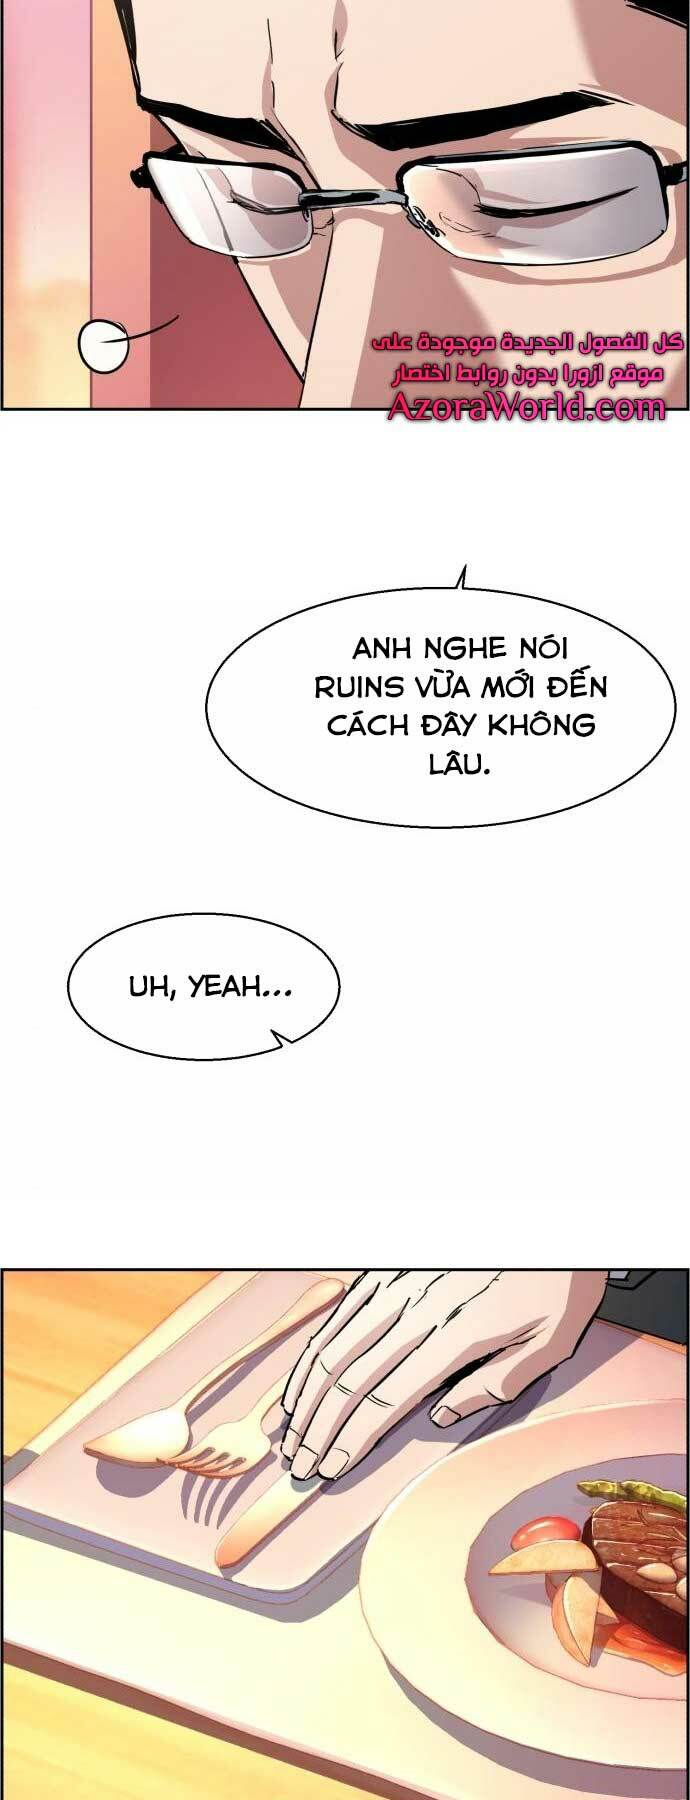 كل الفصول الجديدة موجودة على
موقع ازورا بدون روابط اختصار
AzoraWorld.com
ANH NGHE NÓI
RUINS VỪA MỚI ĐẾN
CÁCH ĐÂY KHÔNG
LÂU.
UH, YEAH...